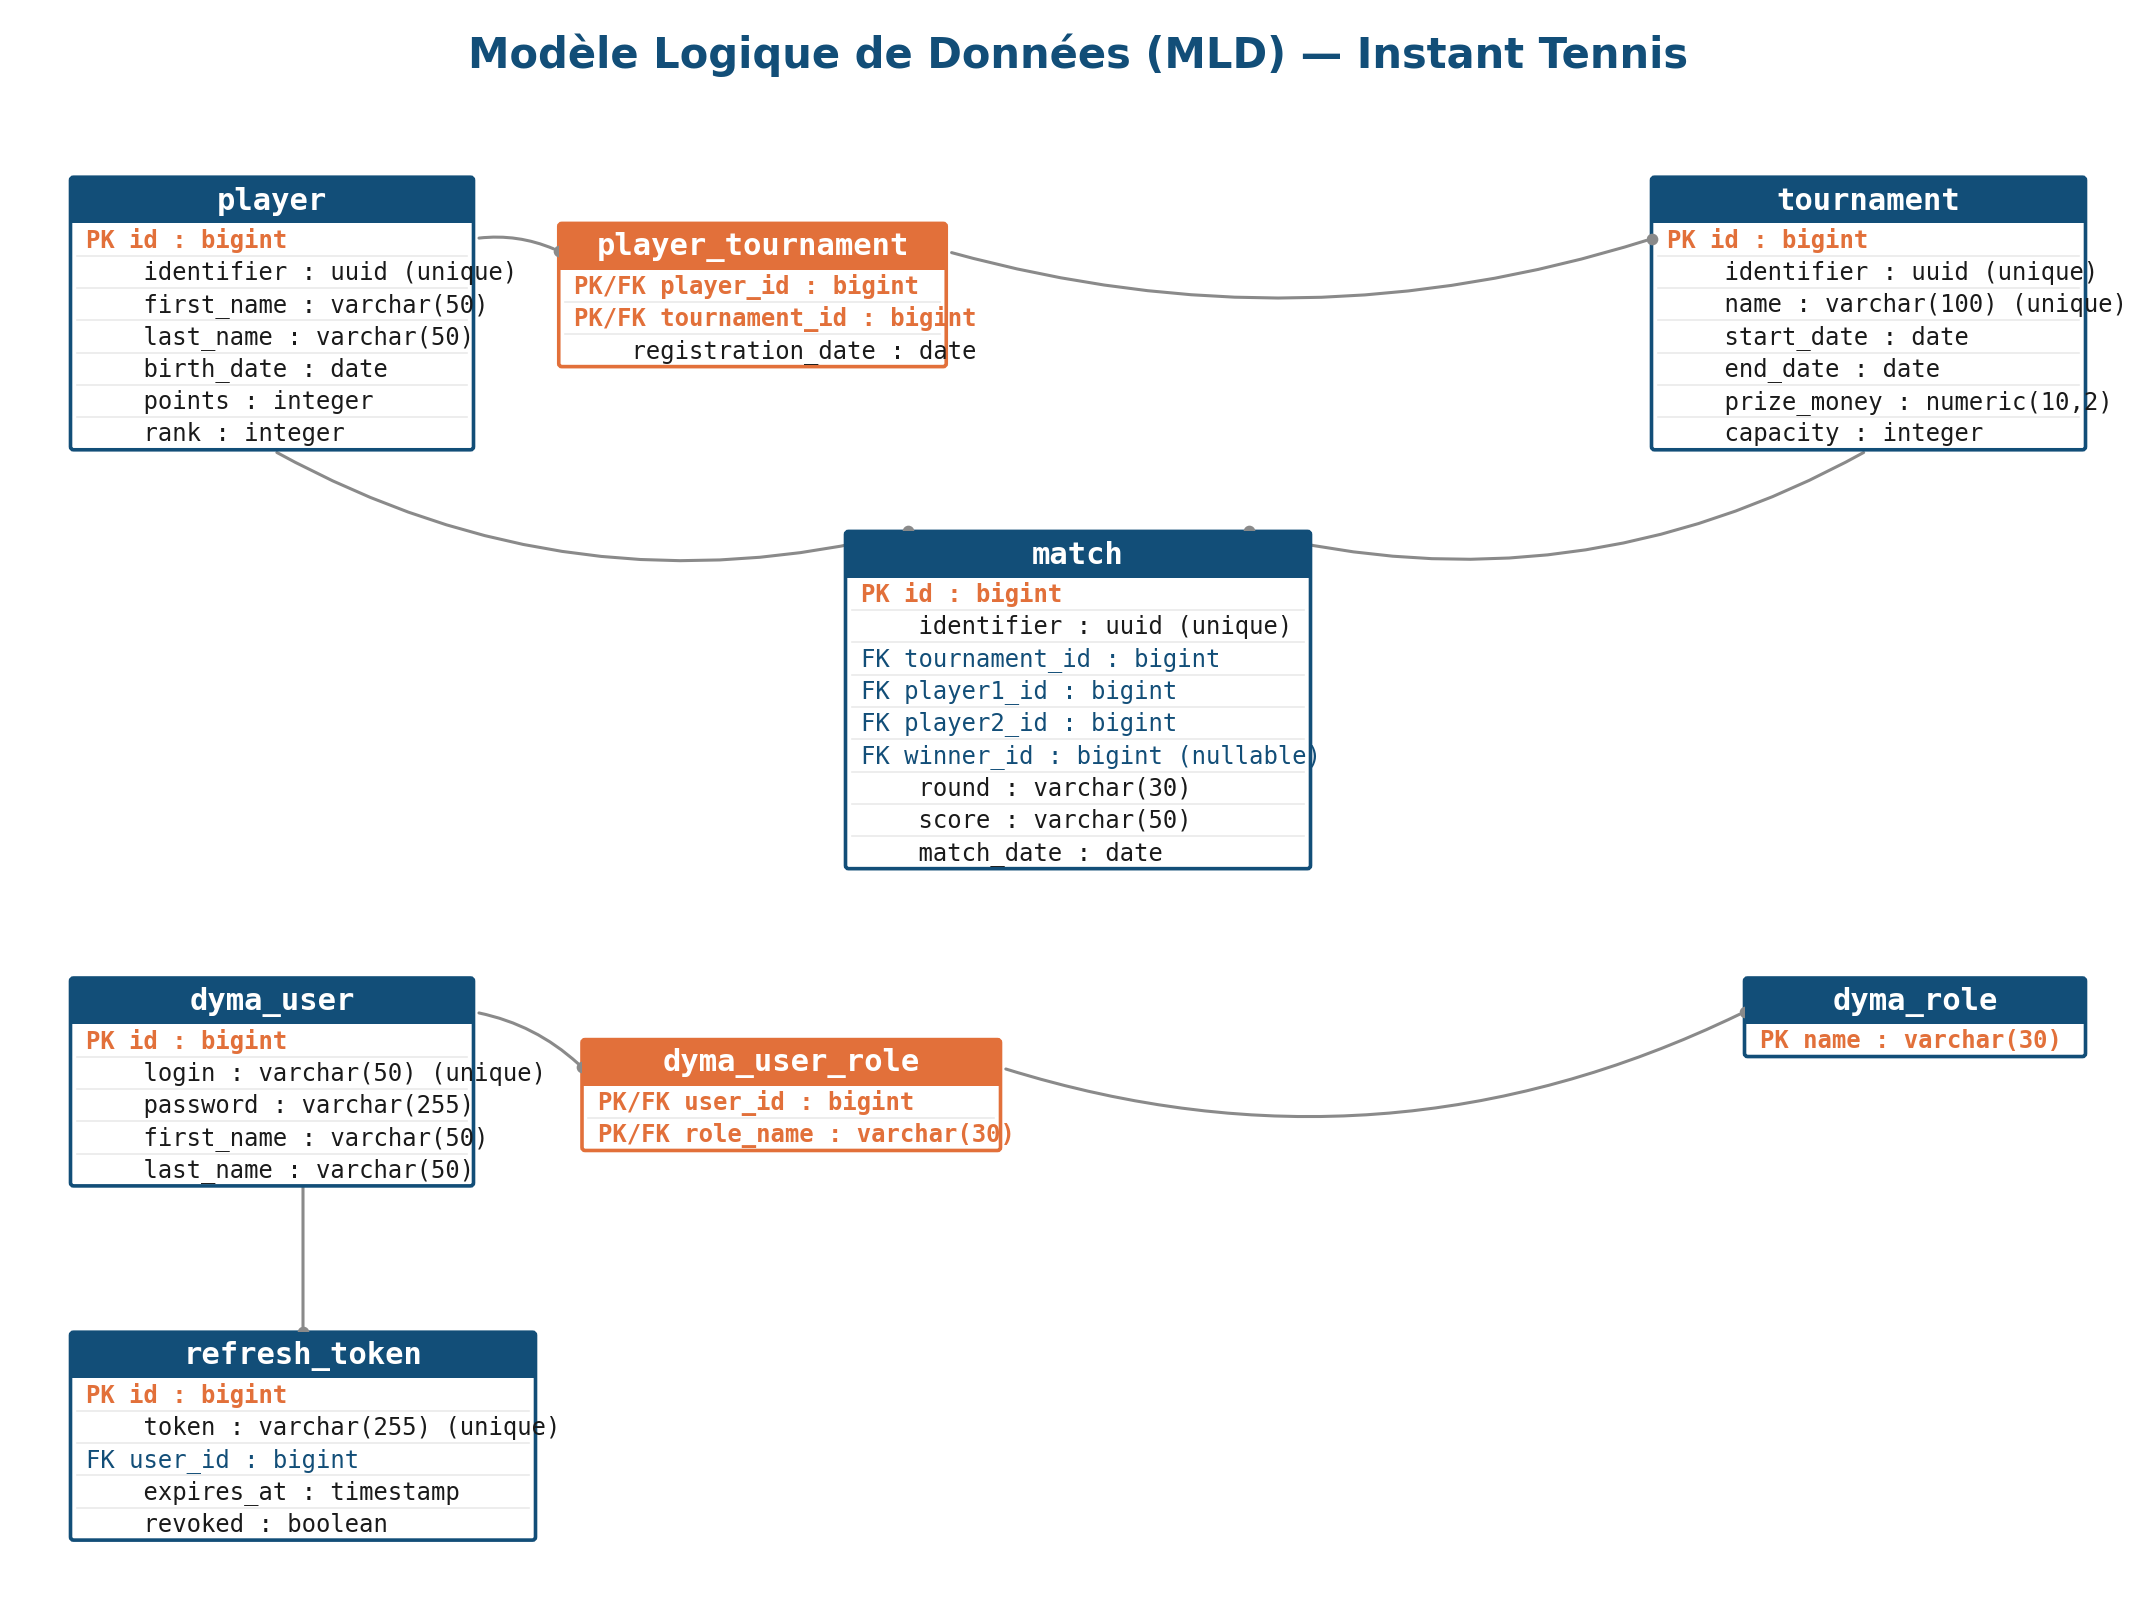 Modèle Logique de Données (MLD) — Instant Tennis
player
PK id : bigint
identifier : uuid (unique)
first_name : varchar(50)
last_name : varchar(50)
birth_date : date
points : integer
rank : integer
player_tournament
PK/FK player_id : bigint
PK/FK tournament_id : bigint
registration_date : date
tournament
PK id : bigint
identifier : uuid (unique)
name : varchar(100) (unique)
start_date : date
end_date : date
prize_money : numeric(10,2)
capacity : integer
match
PK id : bigint
identifier : uuid (unique)
FK tournament_id : bigint
FK player1_id : bigint
FK player2_id : bigint
FK winner_id : bigint (nullable)
round : varchar(30)
score : varchar(50)
match_date : date
dyma_user
PK id : bigint
login : varchar(50) (unique)
password : varchar(255)
first_name : varchar(50)
last_name : varchar(50)
dyma_user_role
PK/FK user_id : bigint
PK/FK role_name : varchar(30)
dyma_role
PK name : varchar(30)
refresh_token
PK id : bigint
token : varchar(255) (unique)
FK user_id : bigint
expires_at : timestamp
revoked : boolean